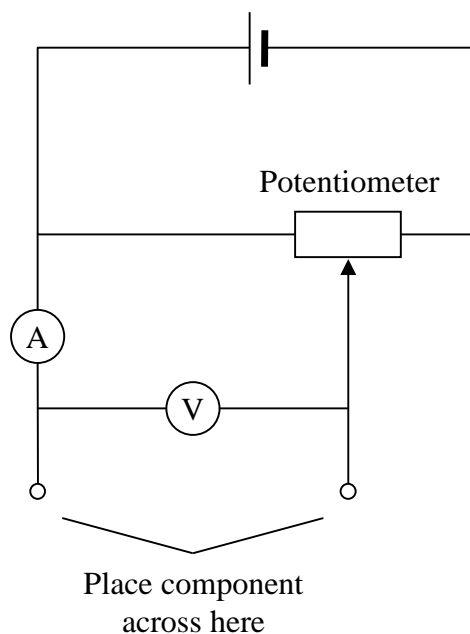 Potentiometer
A
V
Place component
across here